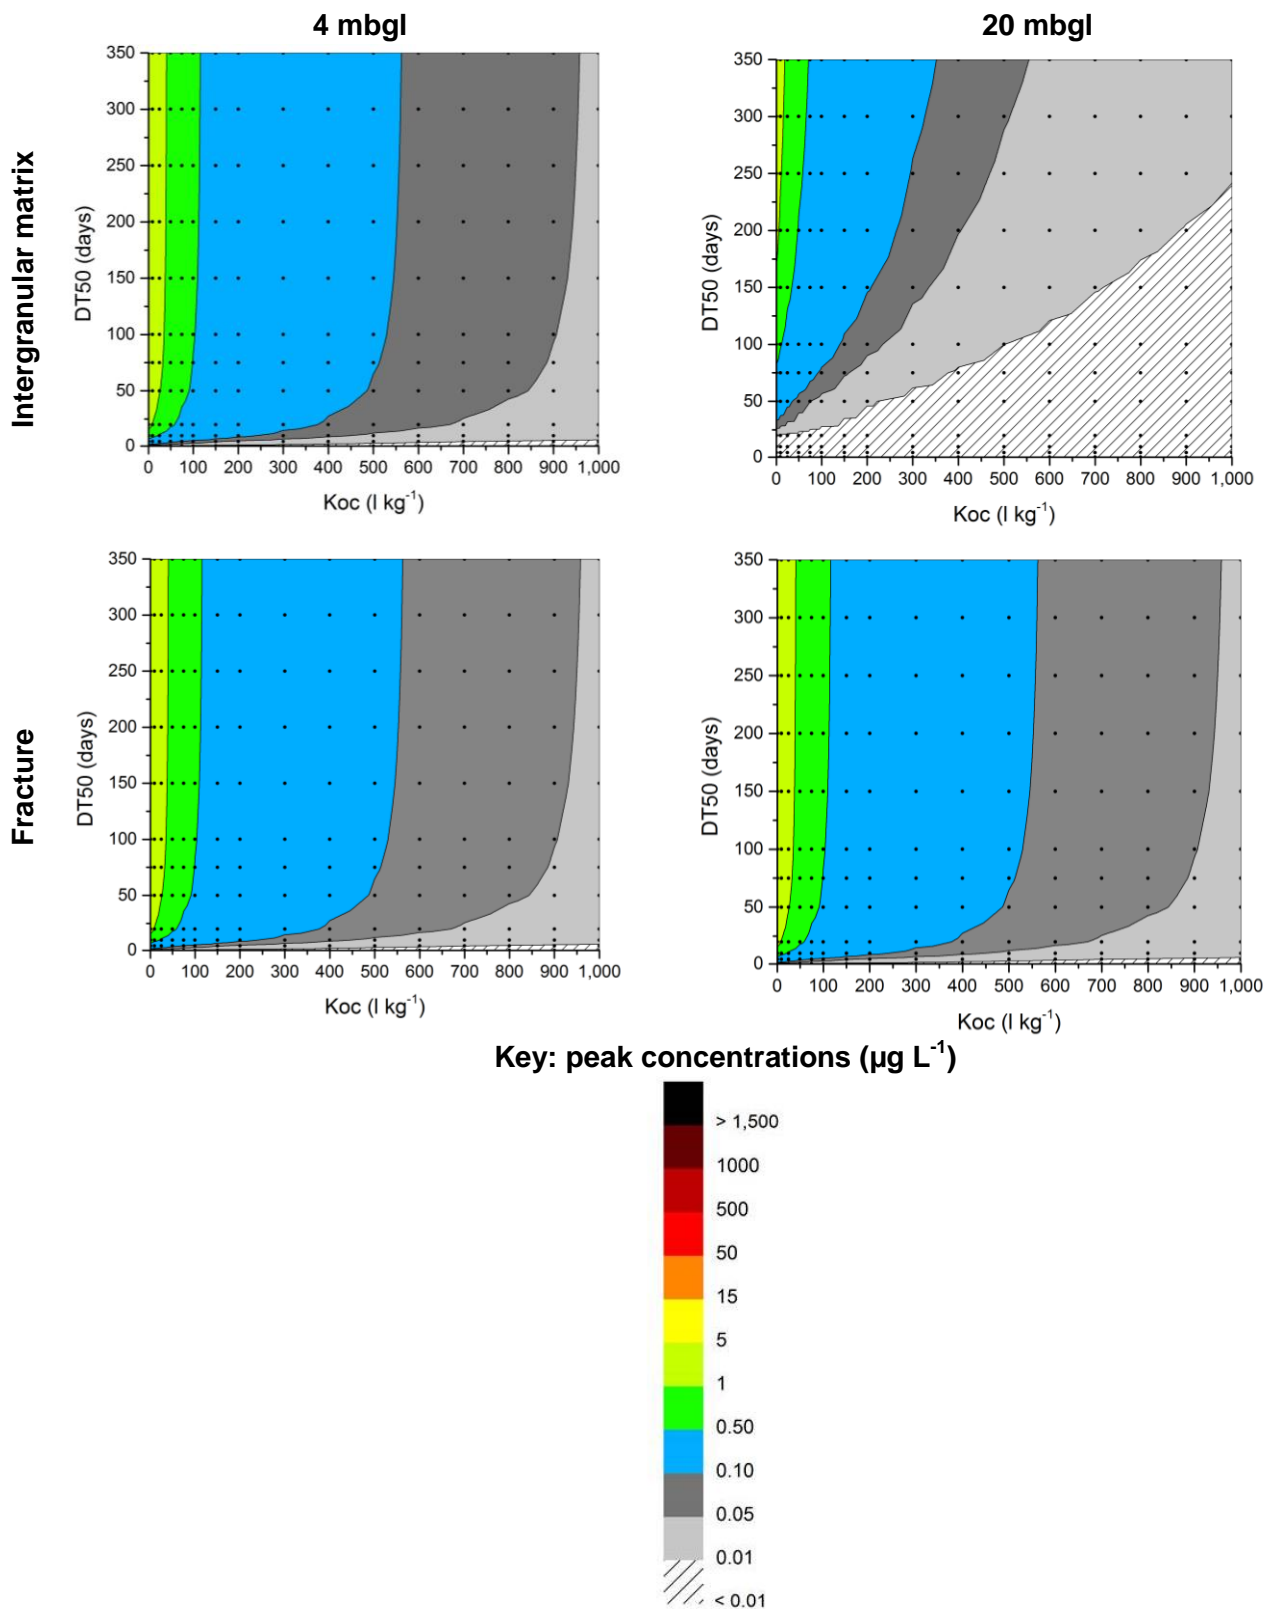 4 mbgl
20 mbgl
Intergranular matrix
DT50 (days)
350
300
250
200
150
100
50
0
0 100 200 300 400 500 600 700 800 900 1,000
Koc (l kg⁻¹)
DT50 (days)
350
300
250
200
150
100
50
0
0 100 200 300 400 500 600 700 800 900 1,000
Koc (l kg⁻¹)
Fracture
DT50 (days)
350
300
250
200
150
100
50
0
0 100 200 300 400 500 600 700 800 900 1,000
Koc (l kg⁻¹)
DT50 (days)
350
300
250
200
150
100
50
0
0 100 200 300 400 500 600 700 800 900 1,000
Koc (l kg⁻¹)
Key: peak concentrations (µg L⁻¹)
> 1,500
1000
500
50
15
5
1
0.50
0.10
0.05
0.01
< 0.01